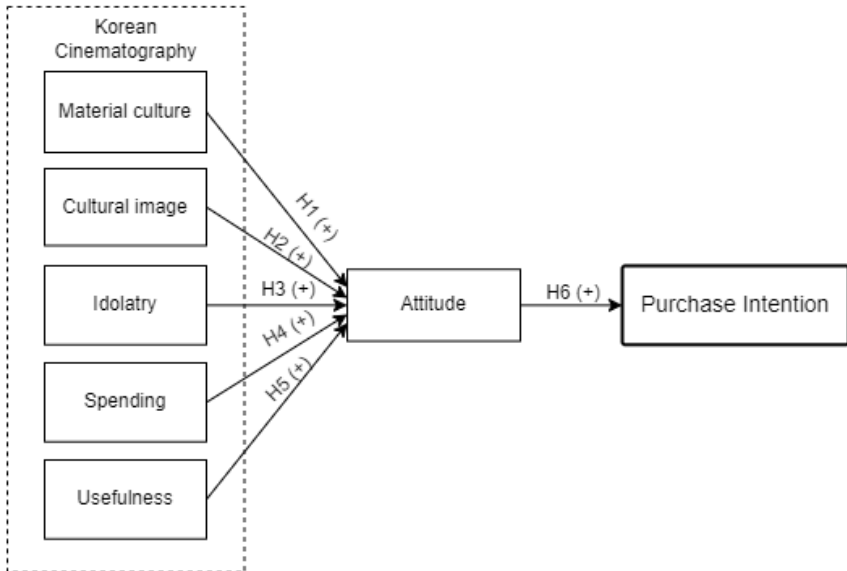 Korean
Cinematography
Material culture
Cultural image
Idolatry
Spending
Usefulness
H1 (+)
H2 (+)
H3 (+)
H4 (+)
H5 (+)
Attitude
H6 (+)
Purchase Intention